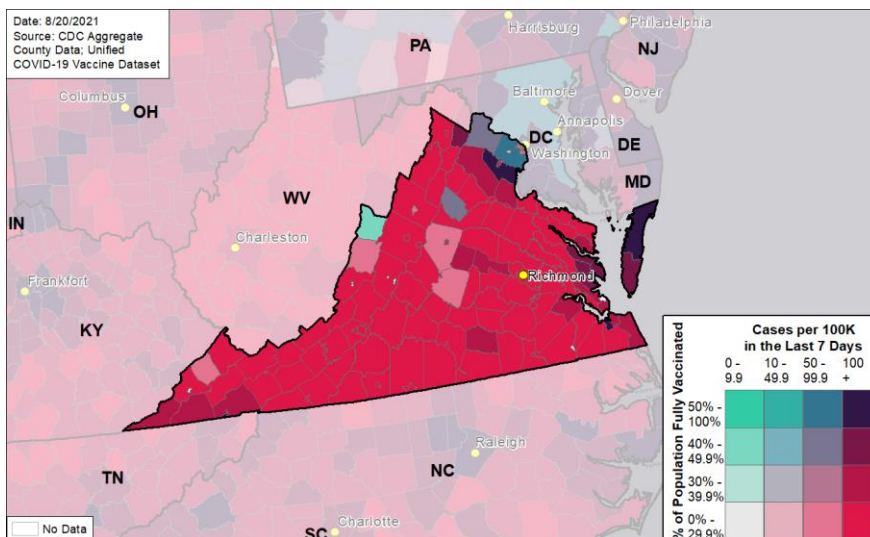 Date: 8/20/2021
Source: CDC Aggregate
County Data; Unified
COVID-19 Vaccine Dataset
Harrisburg
Philadelphia
PA
NJ
Columbus
OH
Baltimore
Dover
Annapolis
DC
Washington
DE
MD
WV
IN
Charleston
Frankfort
Richmond
KY
Raleigh
TN
NC
Charlotte
SC
No Data
Cases per 100K
in the Last 7 Days
0 - 10 - 50 - 100
9.9 49.9 99.9 +
% of Population Fully Vaccinated
50% -
100%
40% -
49.9%
30% -
39.9%
0% -
29.9%